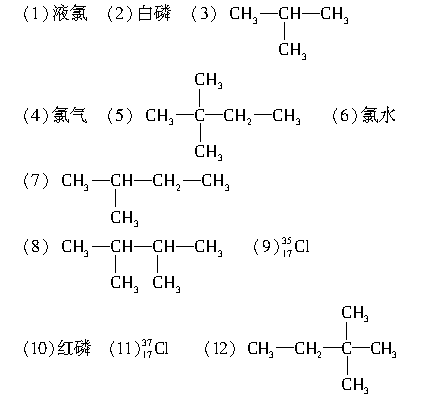 (1)液氯 (2)白磷 (3) CH₃—CH—CH₃
CH₃
CH₃
(4)氯气 (5) CH₃—C—CH₂—CH₃ (6)氯水
CH₃
(7) CH₃—CH—CH₂—CH₃
CH₃
(8) CH₃—CH—CH—CH₃ (9)³⁵₁₇Cl
CH₃ CH₃
CH₃
(10)红磷 (11)³⁷₁₇Cl (12) CH₃—CH₂—C—CH₃
CH₃